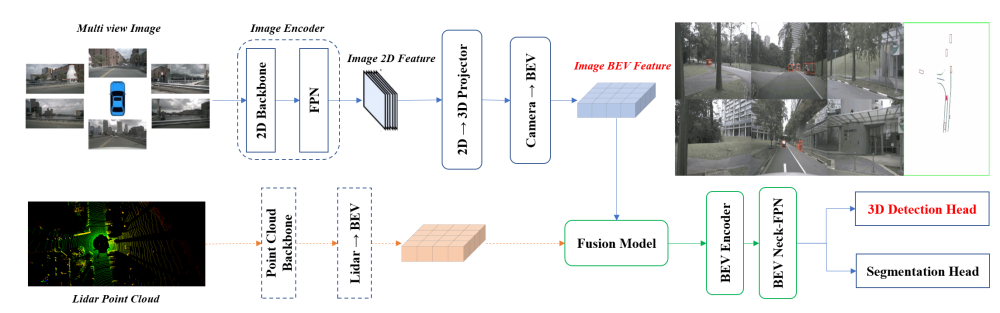 Multi view Image
Image Encoder
2D Backbone
FPN
Image 2D Feature
2D → 3D Projector
Camera → BEV
Image BEV Feature
Lidar Point Cloud
Point Cloud
Backbone
Lidar → BEV
Fusion Model
BEV Encoder
BEV Neck-FPN
3D Detection Head
Segmentation Head